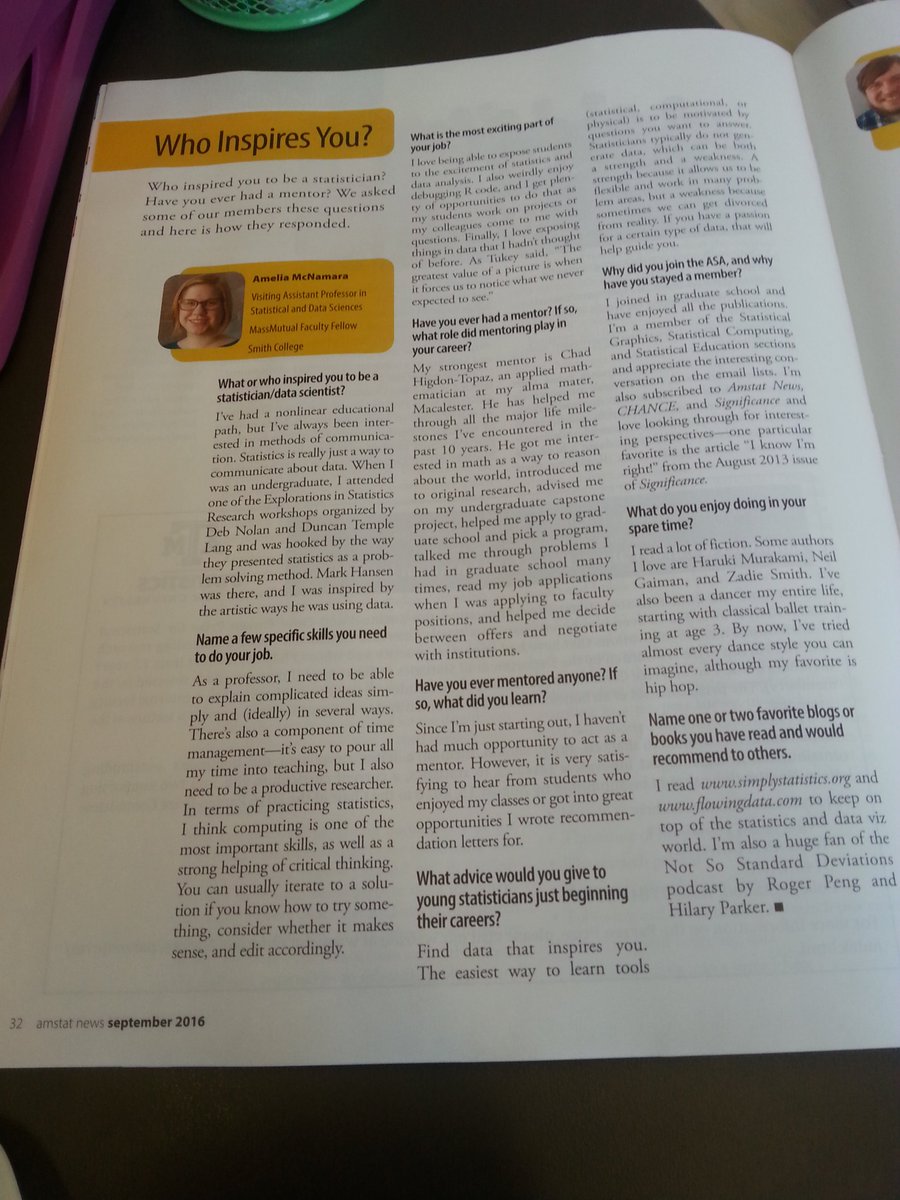 Who Inspires You?
Who inspired you to be a statistician?
Have you ever had a mentor? We asked
some of our members these questions
and here is how they responded.
Amelia McNamara
Visiting Assistant Professor in
Statistical and Data Sciences
MassMutual Faculty Fellow
Smith College
What or who inspired you to be a
statistician/data scientist?
I've had a nonlinear educational
path, but I've always been inter-
ested in methods of communica-
tion. Statistics is really just a way to
communicate about data. When I
was an undergraduate, I attended
one of the Explorations in Statistics
Research workshops organized by
Deb Nolan and Duncan Temple
Lang and was hooked by the way
they presented statistics as a prob-
lem solving method. Mark Hansen
was there, and I was inspired by
the artistic ways he was using data.
Name a few specific skills you need
to do your job.
As a professor, I need to be able
to explain complicated ideas sim-
ply and (ideally) in several ways.
There's also a component of time
management—it's easy to pour all
my time into teaching, but I also
need to be a productive researcher.
In terms of practicing statistics,
I think computing is one of the
most important skills, as well as a
strong helping of critical thinking.
You can usually iterate to a solu-
tion if you know how to try some-
thing, consider whether it makes
sense, and edit accordingly.
What is the most exciting part of
your job?
I love being able to expose students
to the excitement of statistics and
data analysis. I also weirdly enjoy
debugging R code, and I get plen-
ty of opportunities to do that as
my students work on projects or
my colleagues come to me with
questions. Finally, I love exposing
things in data that I hadn't thought
of before. As Tukey said, "The
greatest value of a picture is when
it forces us to notice what we never
expected to see."
Have you ever had a mentor? If so,
what role did mentoring play in
your career?
My strongest mentor is Chad
Higdon-Topaz, an applied math-
ematician at my alma mater,
Macalester. He has helped me
through all the major life mile-
stones I've encountered in the
past 10 years. He got me inter-
ested in math as a way to reason
about the world, introduced me
to original research, advised me
on my undergraduate capstone
project, helped me apply to grad-
uate school and pick a program,
talked me through problems I
had in graduate school many
times, read my job applications
when I was applying to faculty
positions, and helped me decide
between offers and negotiate
with institutions.
Have you ever mentored anyone? If
so, what did you learn?
Since I'm just starting out, I haven't
had much opportunity to act as a
mentor. However, it is very satis-
fying to hear from students who
enjoyed my classes or got into great
opportunities I wrote recommen-
dation letters for.
What advice would you give to
young statisticians just beginning
their careers?
Find data that inspires you.
The easiest way to learn tools
(statistical, computational, or
physical) is to be motivated by
questions you want to answer.
Statisticians typically do not gen-
erate data, which can be both
a strength and a weakness. A
strength because it allows us to be
flexible and work in many prob-
lem areas, but a weakness because
sometimes we can get divorced
from reality. If you have a passion
for a certain type of data, that will
help guide you.
Why did you join the ASA, and why
have you stayed a member?
I joined in graduate school and
have enjoyed all the publications.
I'm a member of the Statistical
Graphics, Statistical Computing,
and Statistical Education sections
and appreciate the interesting con-
versation on the email lists. I'm
also subscribed to Amstat News,
CHANCE, and Significance and
love looking through for interest-
ing perspectives—one particular
favorite is the article "I know I'm
right!" from the August 2013 issue
of Significance.
What do you enjoy doing in your
spare time?
I read a lot of fiction. Some authors
I love are Haruki Murakami, Neil
Gaiman, and Zadie Smith. I've
also been a dancer my entire life,
starting with classical ballet train-
ing at age 3. By now, I've tried
almost every dance style you can
imagine, although my favorite is
hip hop.
Name one or two favorite blogs or
books you have read and would
recommend to others.
I read www.simplystatistics.org and
www.flowingdata.com to keep on
top of the statistics and data viz
world. I'm also a huge fan of the
Not So Standard Deviations
podcast by Roger Peng and
Hilary Parker. ■
32 amstat news september 2016